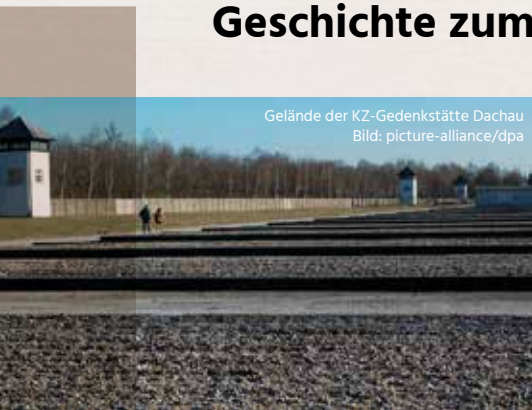 Geschichte zum
Gelände der KZ-Gedenkstätte Dachau
Bild: picture-alliance/dpa